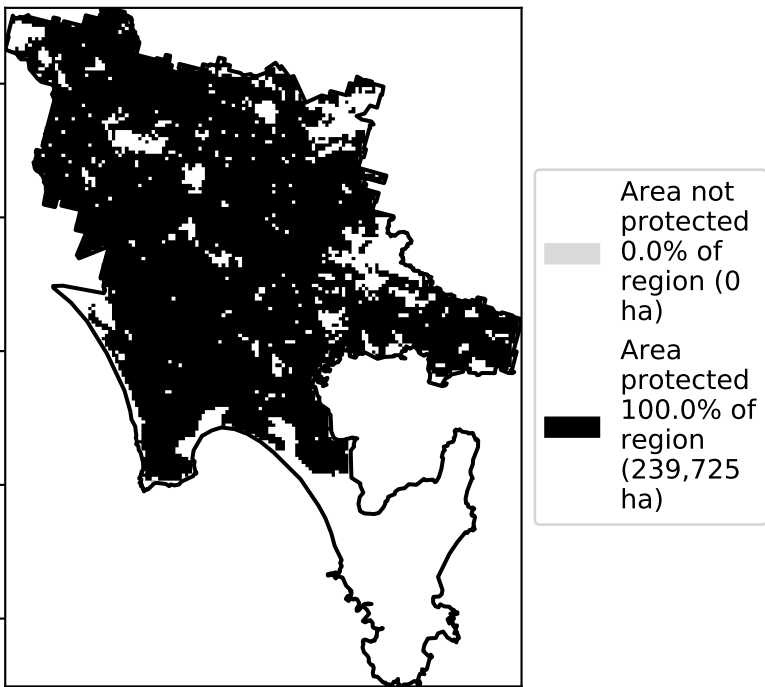 Area not
protected
0.0% of
region (0
ha)
Area
protected
100.0% of
region
(239,725
ha)